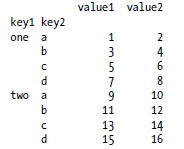 value1 value2
key1 key2
one a 1 2
b 3 4
c 5 6
d 7 8
two a 9 10
b 11 12
c 13 14
d 15 16